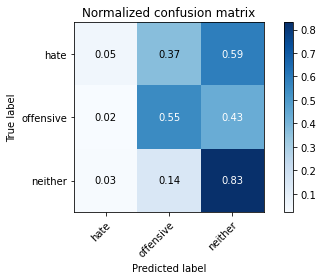 Normalized confusion matrix
True label
hate 0.05 0.37 0.59
offensive 0.02 0.55 0.43
neither 0.03 0.14 0.83
hate offensive neither
Predicted label
0.8
0.7
0.6
0.5
0.4
0.3
0.2
0.1